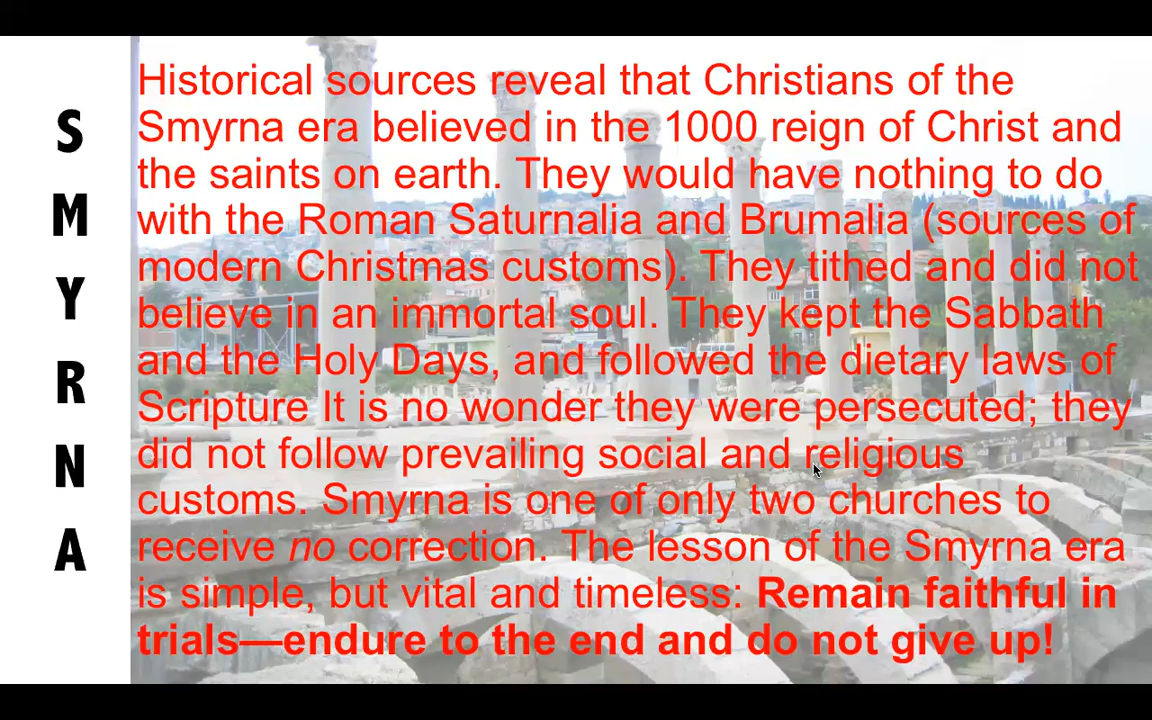 S
M
Y
R
N
A
Historical sources reveal that Christians of the
Smyrna era believed in the 1000 reign of Christ and
the saints on earth. They would have nothing to do
with the Roman Saturnalia and Brumalia (sources of
modern Christmas customs). They tithed and did not
believe in an immortal soul. They kept the Sabbath
and the Holy Days, and followed the dietary laws of
Scripture It is no wonder they were persecuted; they
did not follow prevailing social and religious
customs. Smyrna is one of only two churches to
receive no correction. The lesson of the Smyrna era
is simple, but vital and timeless: Remain faithful in
trials—endure to the end and do not give up!